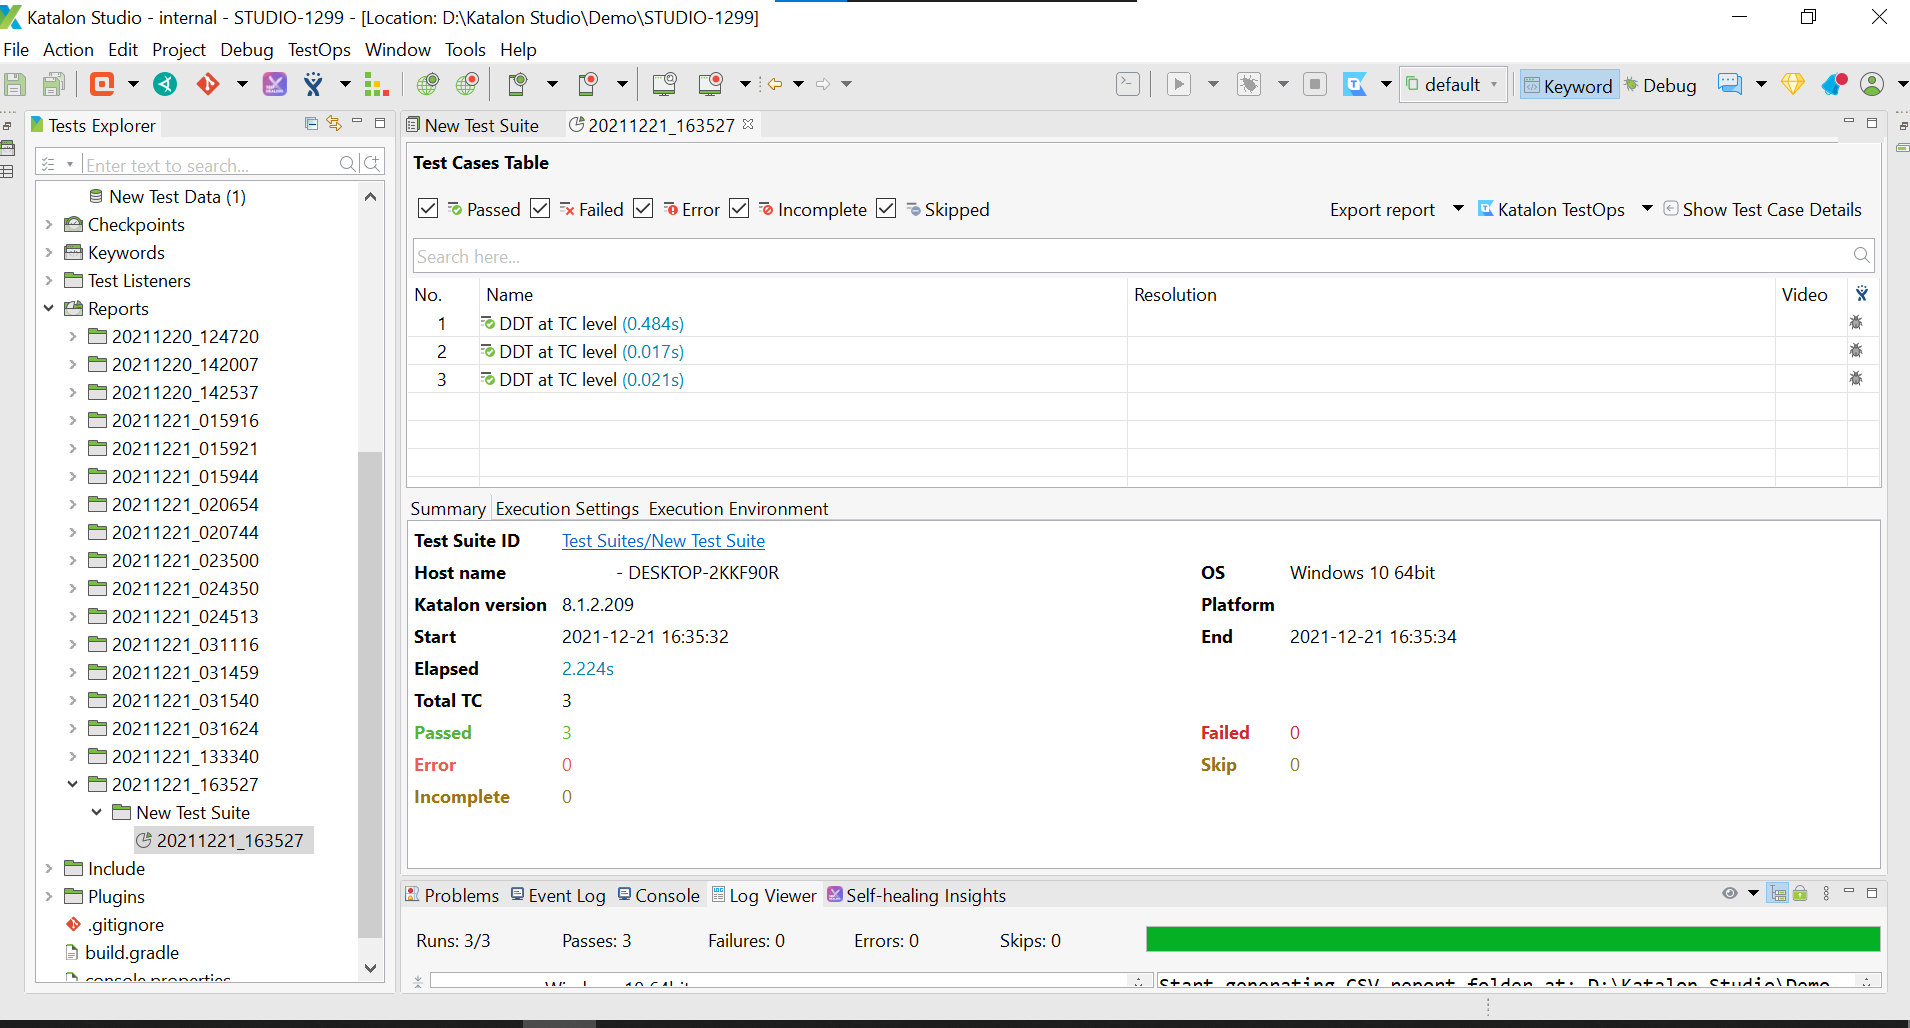 Katalon Studio - internal - STUDIO-1299 - [Location: D:\Katalon Studio\Demo\STUDIO-1299]
File Action Edit Project Debug TestOps Window Tools Help
default Keyword Debug
Tests Explorer
Enter text to search...
New Test Data (1)
Checkpoints
Keywords
Test Listeners
Reports
20211220_124720
20211220_142007
20211220_142537
20211221_015916
20211221_015921
20211221_015944
20211221_020654
20211221_020744
20211221_023500
20211221_024350
20211221_024513
20211221_031116
20211221_031459
20211221_031540
20211221_031624
20211221_133340
20211221_163527
New Test Suite
20211221_163527
Include
Plugins
.gitignore
build.gradle
console.properties
New Test Suite 20211221_163527
Test Cases Table
Passed Failed Error Incomplete Skipped Export report Katalon TestOps Show Test Case Details
Search here...
No. Name Resolution Video
1 DDT at TC level (0.484s)
2 DDT at TC level (0.017s)
3 DDT at TC level (0.021s)
Summary Execution Settings Execution Environment
Test Suite ID Test Suites/New Test Suite
Host name - DESKTOP-2KKF90R OS Windows 10 64bit
Katalon version 8.1.2.209 Platform
Start 2021-12-21 16:35:32 End 2021-12-21 16:35:34
Elapsed 2.224s
Total TC 3
Passed 3 Failed 0
Error 0 Skip 0
Incomplete 0
Problems Event Log Console Log Viewer Self-healing Insights
Runs: 3/3 Passes: 3 Failures: 0 Errors: 0 Skips: 0
Windows 10 64bit
Start generating CSV report folder at: D:\Katalon Studio\Demo